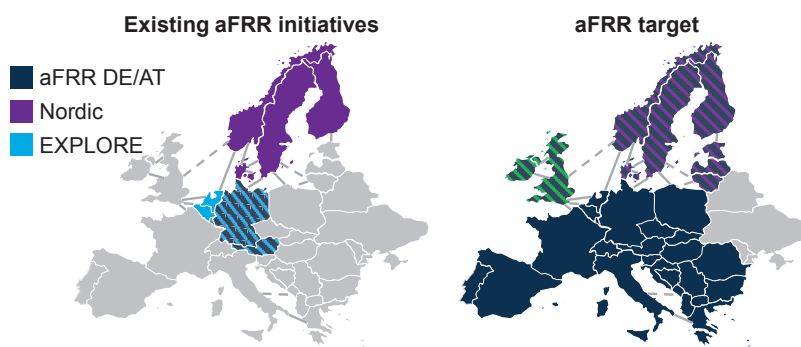 Existing aFRR initiatives
aFRR target
aFRR DE/AT
Nordic
EXPLORE